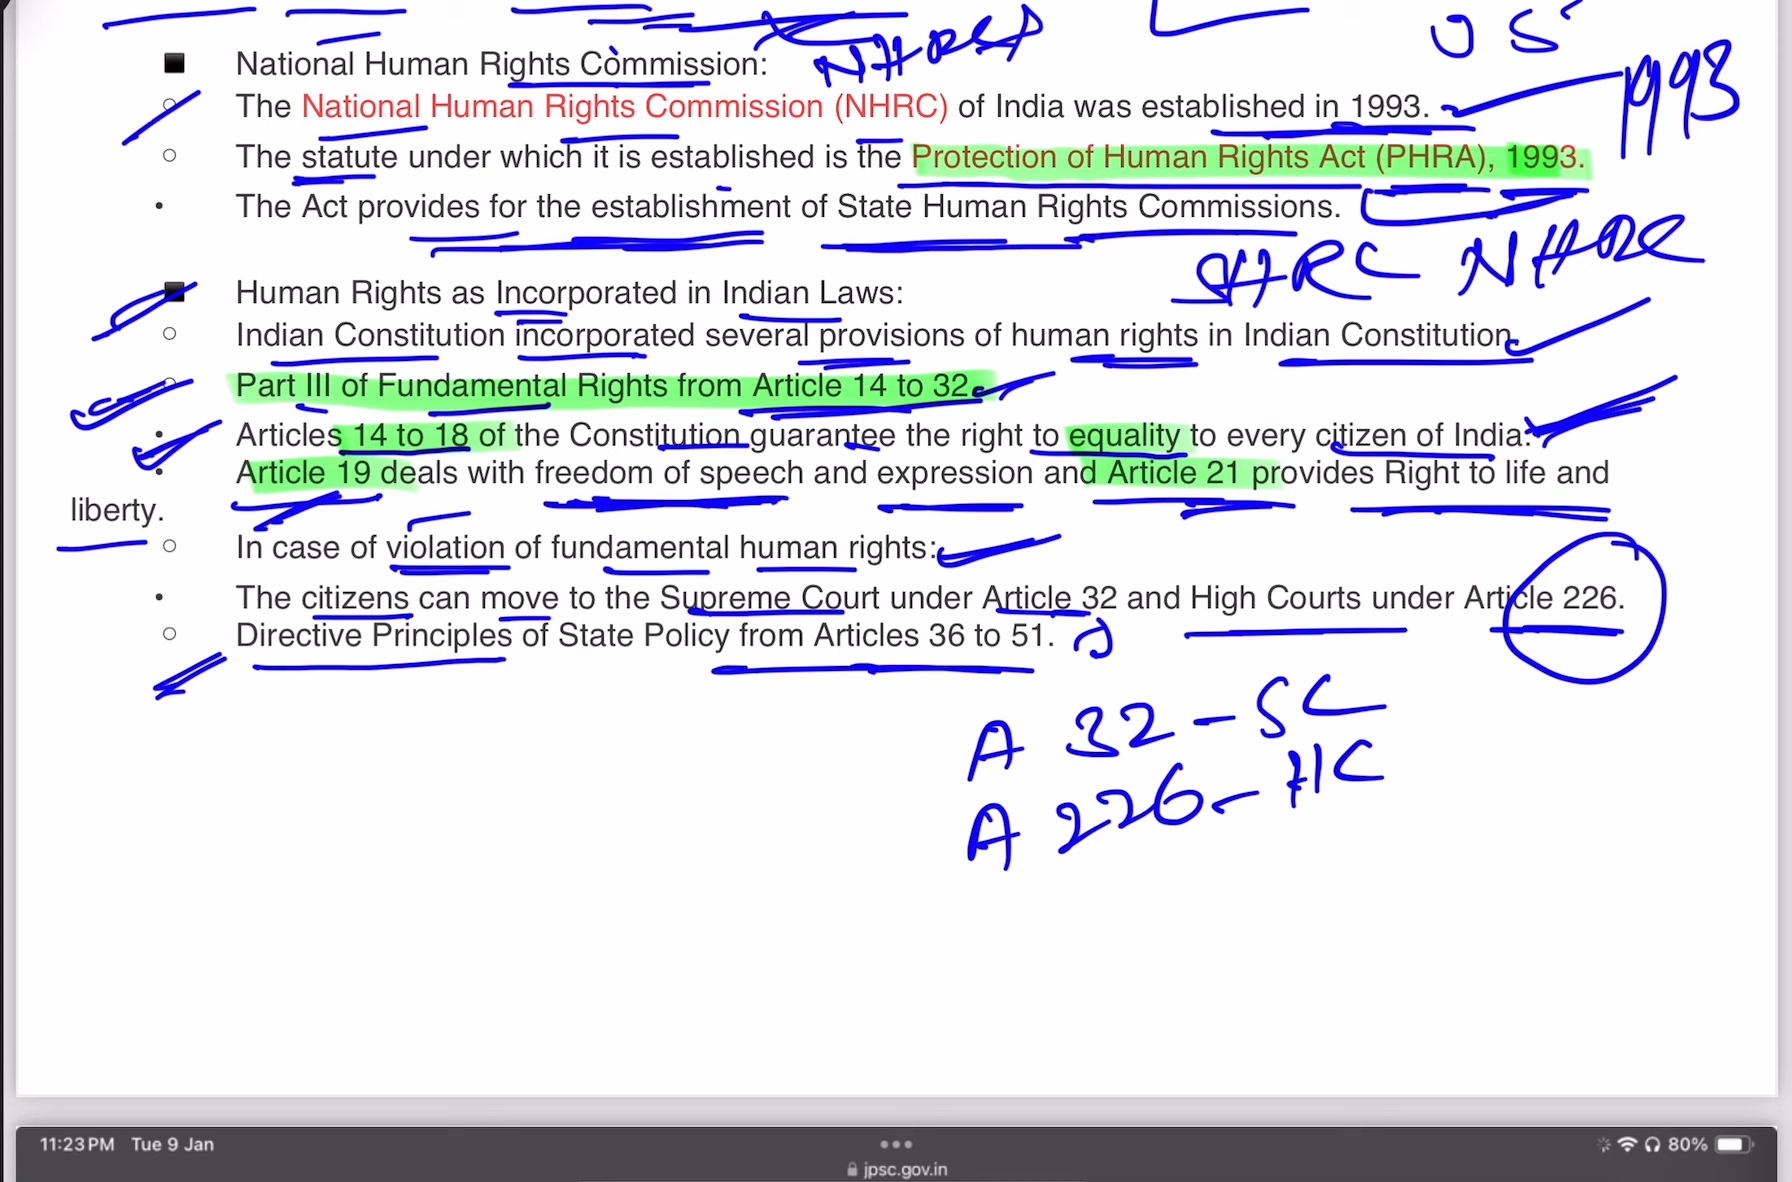 U S
■ National Human Rights Commission: NHRC
○ The National Human Rights Commission (NHRC) of India was established in 1993. 1993
○ The statute under which it is established is the Protection of Human Rights Act (PHRA), 1993.
• The Act provides for the establishment of State Human Rights Commissions.
SHRC NHRC
■ Human Rights as Incorporated in Indian Laws:
○ Indian Constitution incorporated several provisions of human rights in Indian Constitution
○ Part III of Fundamental Rights from Article 14 to 32
• Articles 14 to 18 of the Constitution guarantee the right to equality to every citizen of India.
• Article 19 deals with freedom of speech and expression and Article 21 provides Right to life and
liberty.
○ In case of violation of fundamental human rights:
• The citizens can move to the Supreme Court under Article 32 and High Courts under Article 226.
○ Directive Principles of State Policy from Articles 36 to 51.
A 32 - SC
A 226 - HC
11:23 PM Tue 9 Jan 80%
jpsc.gov.in